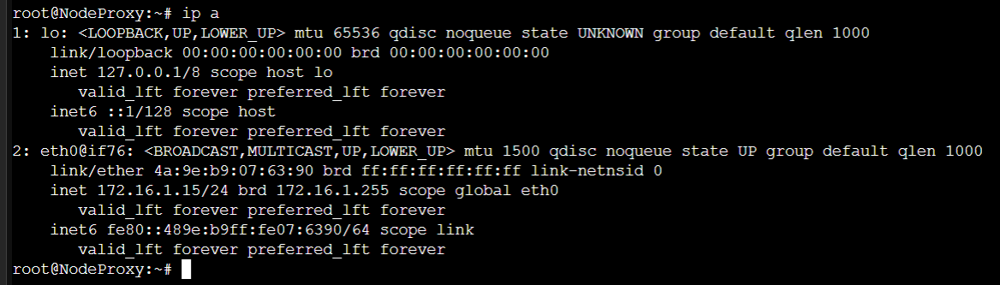 root@NodeProxy:~# ip a
1: lo: <LOOPBACK,UP,LOWER_UP> mtu 65536 qdisc noqueue state UNKNOWN group default qlen 1000
    link/loopback 00:00:00:00:00:00 brd 00:00:00:00:00:00
    inet 127.0.0.1/8 scope host lo
       valid_lft forever preferred_lft forever
    inet6 ::1/128 scope host
       valid_lft forever preferred_lft forever
2: eth0@if76: <BROADCAST,MULTICAST,UP,LOWER_UP> mtu 1500 qdisc noqueue state UP group default qlen 1000
    link/ether 4a:9e:b9:07:63:90 brd ff:ff:ff:ff:ff:ff link-netnsid 0
    inet 172.16.1.15/24 brd 172.16.1.255 scope global eth0
       valid_lft forever preferred_lft forever
    inet6 fe80::489e:b9ff:fe07:6390/64 scope link
       valid_lft forever preferred_lft forever
root@NodeProxy:~#